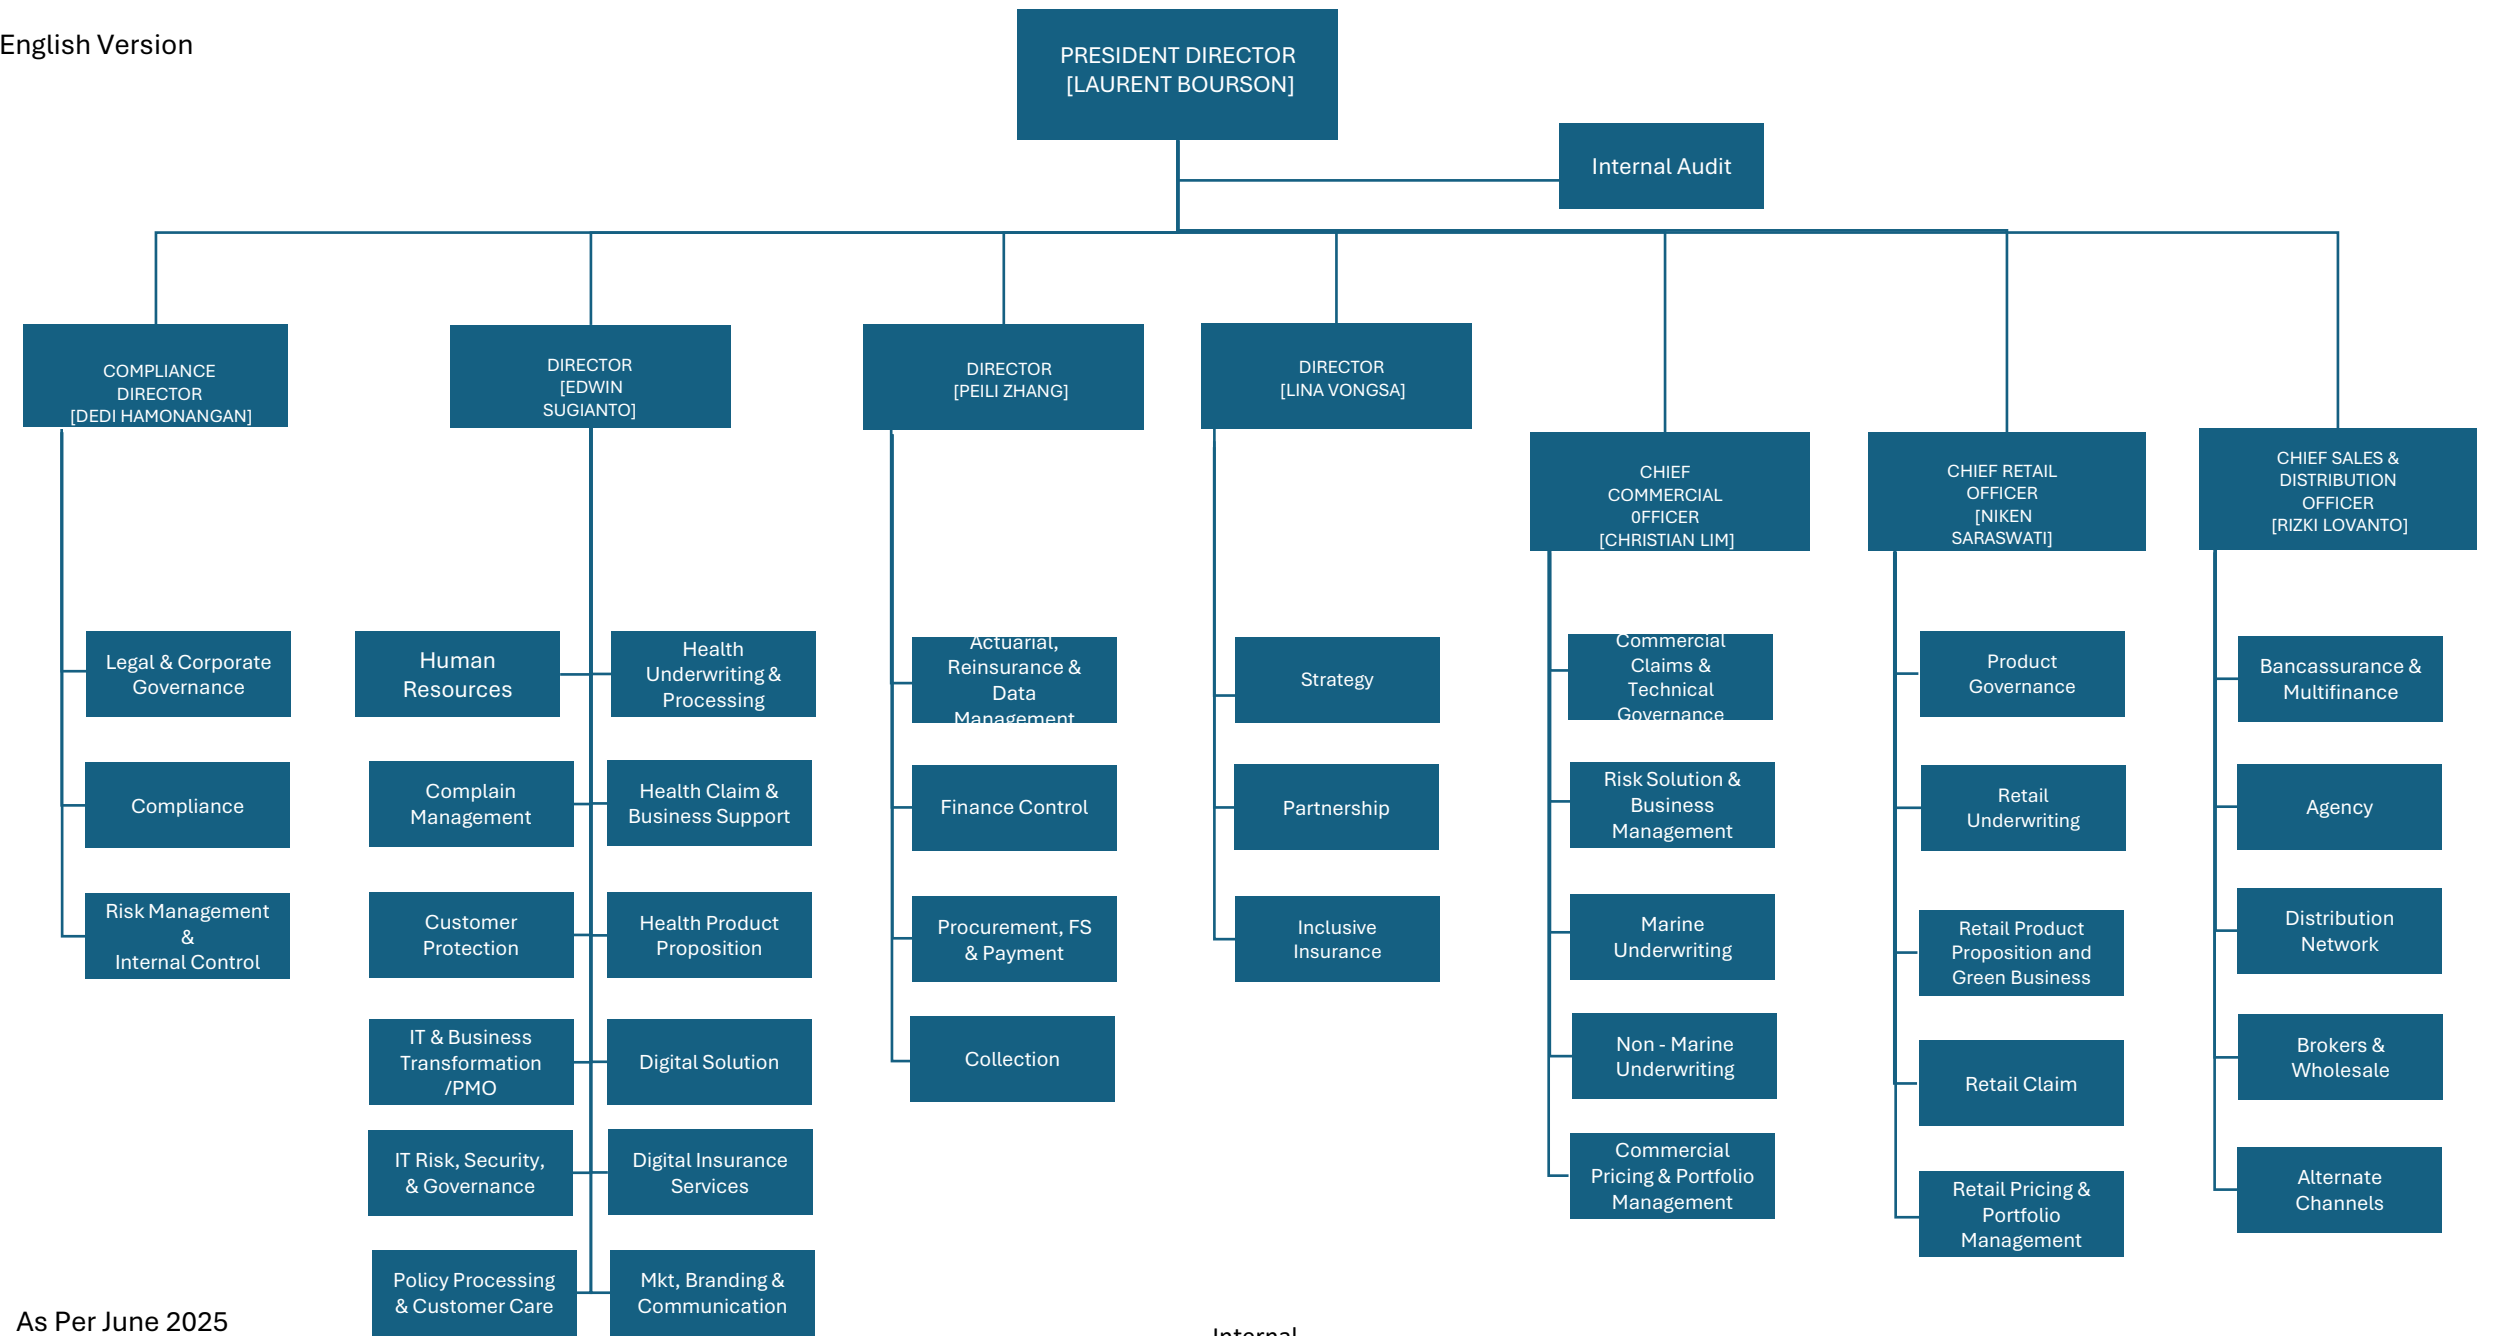 English Version
PRESIDENT DIRECTOR
[LAURENT BOURSON]
Internal Audit
COMPLIANCE
DIRECTOR
[DEDI HAMONANGAN]
DIRECTOR
[EDWIN
SUGIANTO]
DIRECTOR
[PEILI ZHANG]
DIRECTOR
[LINA VONGSA]
CHIEF
COMMERCIAL
0FFICER
[CHRISTIAN LIM]
CHIEF RETAIL
OFFICER
[NIKEN
SARASWATI]
CHIEF SALES &
DISTRIBUTION
OFFICER
[RIZKI LOVANTO]
Legal & Corporate
Governance
Compliance
Risk Management
&
Internal Control
Human
Resources
Complain
Management
Customer
Protection
IT & Business
Transformation
/PMO
IT Risk, Security,
& Governance
Policy Processing
& Customer Care
Health
Underwriting &
Processing
Health Claim &
Business Support
Health Product
Proposition
Digital Solution
Digital Insurance
Services
Mkt, Branding &
Communication
Actuarial,
Reinsurance &
Data
Management
Finance Control
Procurement, FS
& Payment
Collection
Strategy
Partnership
Inclusive
Insurance
Commercial
Claims &
Technical
Governance
Risk Solution &
Business
Management
Marine
Underwriting
Non - Marine
Underwriting
Commercial
Pricing & Portfolio
Management
Product
Governance
Retail
Underwriting
Retail Product
Proposition and
Green Business
Retail Claim
Retail Pricing &
Portfolio
Management
Bancassurance &
Multifinance
Agency
Distribution
Network
Brokers &
Wholesale
Alternate
Channels
As Per June 2025
Internal